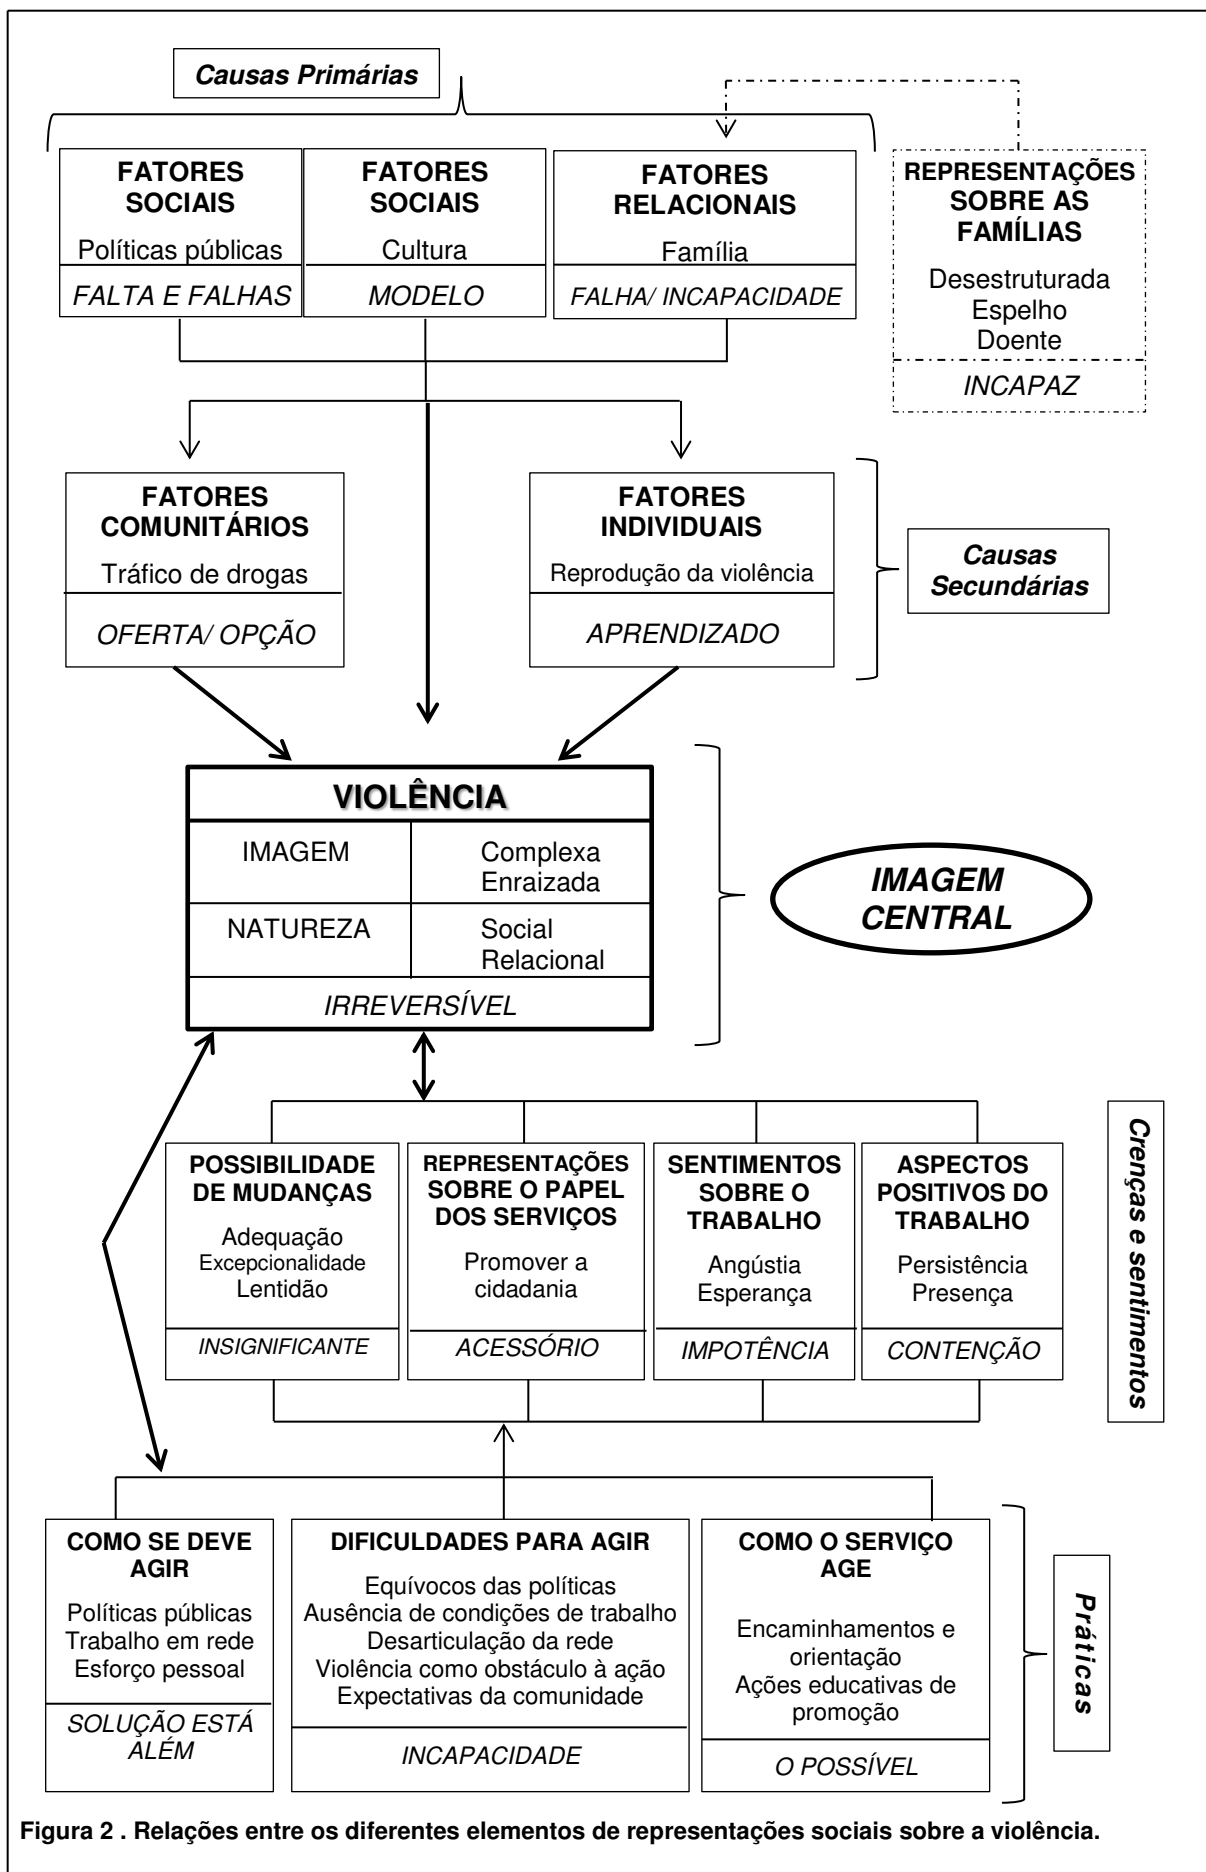 Causas Primárias
FATORES
SOCIAIS
Políticas públicas
FALTA E FALHAS
FATORES
SOCIAIS
Cultura
MODELO
FATORES
RELACIONAIS
Família
FALHA/ INCAPACIDADE
REPRESENTAÇÕES
SOBRE AS
FAMÍLIAS
Desestruturada
Espelho
Doente
INCAPAZ
FATORES
COMUNITÁRIOS
Tráfico de drogas
OFERTA/ OPÇÃO
FATORES
INDIVIDUAIS
Reprodução da violência
APRENDIZADO
Causas
Secundárias
VIOLÊNCIA
IMAGEM
Complexa
Enraizada
NATUREZA
Social
Relacional
IRREVERSÍVEL
IMAGEM
CENTRAL
POSSIBILIDADE
DE MUDANÇAS
Adequação
Excepcionalidade
Lentidão
INSIGNIFICANTE
REPRESENTAÇÕES
SOBRE O PAPEL
DOS SERVIÇOS
Promover a
cidadania
ACESSÓRIO
SENTIMENTOS
SOBRE O
TRABALHO
Angústia
Esperança
IMPOTÊNCIA
ASPECTOS
POSITIVOS DO
TRABALHO
Persistência
Presença
CONTENÇÃO
Crenças e sentimentos
COMO SE DEVE
AGIR
Políticas públicas
Trabalho em rede
Esforço pessoal
SOLUÇÃO ESTÁ
ALÉM
DIFICULDADES PARA AGIR
Equívocos das políticas
Ausência de condições de trabalho
Desarticulação da rede
Violência como obstáculo à ação
Expectativas da comunidade
INCAPACIDADE
COMO O SERVIÇO
AGE
Encaminhamentos e
orientação
Ações educativas de
promoção
O POSSÍVEL
Práticas
Figura 2 . Relações entre os diferentes elementos de representações sociais sobre a violência.